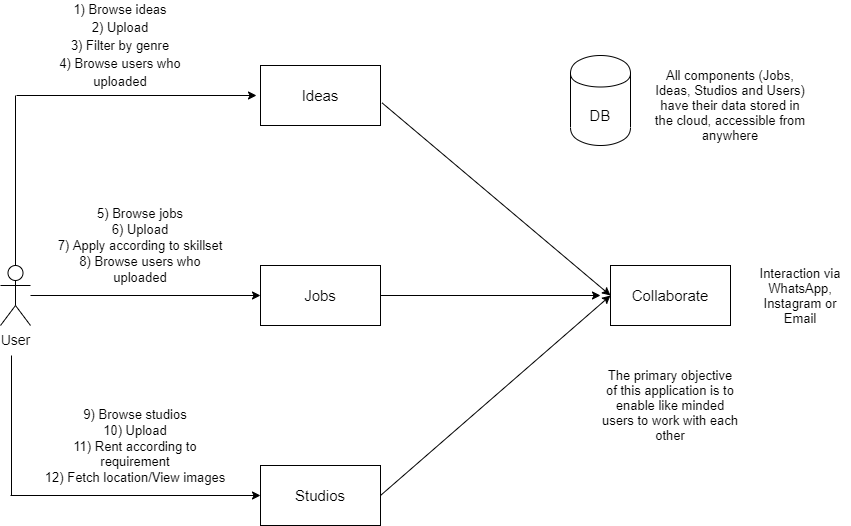 1) Browse ideas
2) Upload
3) Filter by genre
4) Browse users who
uploaded
Ideas
DB
All components (Jobs,
Ideas, Studios and Users)
have their data stored in
the cloud, accessible from
anywhere
5) Browse jobs
6) Upload
7) Apply according to skillset
8) Browse users who
uploaded
User
Jobs
Collaborate
Interaction via
WhatsApp,
Instagram or
Email
The primary objective
of this application is to
enable like minded
users to work with each
other
9) Browse studios
10) Upload
11) Rent according to
requirement
12) Fetch location/View images
Studios